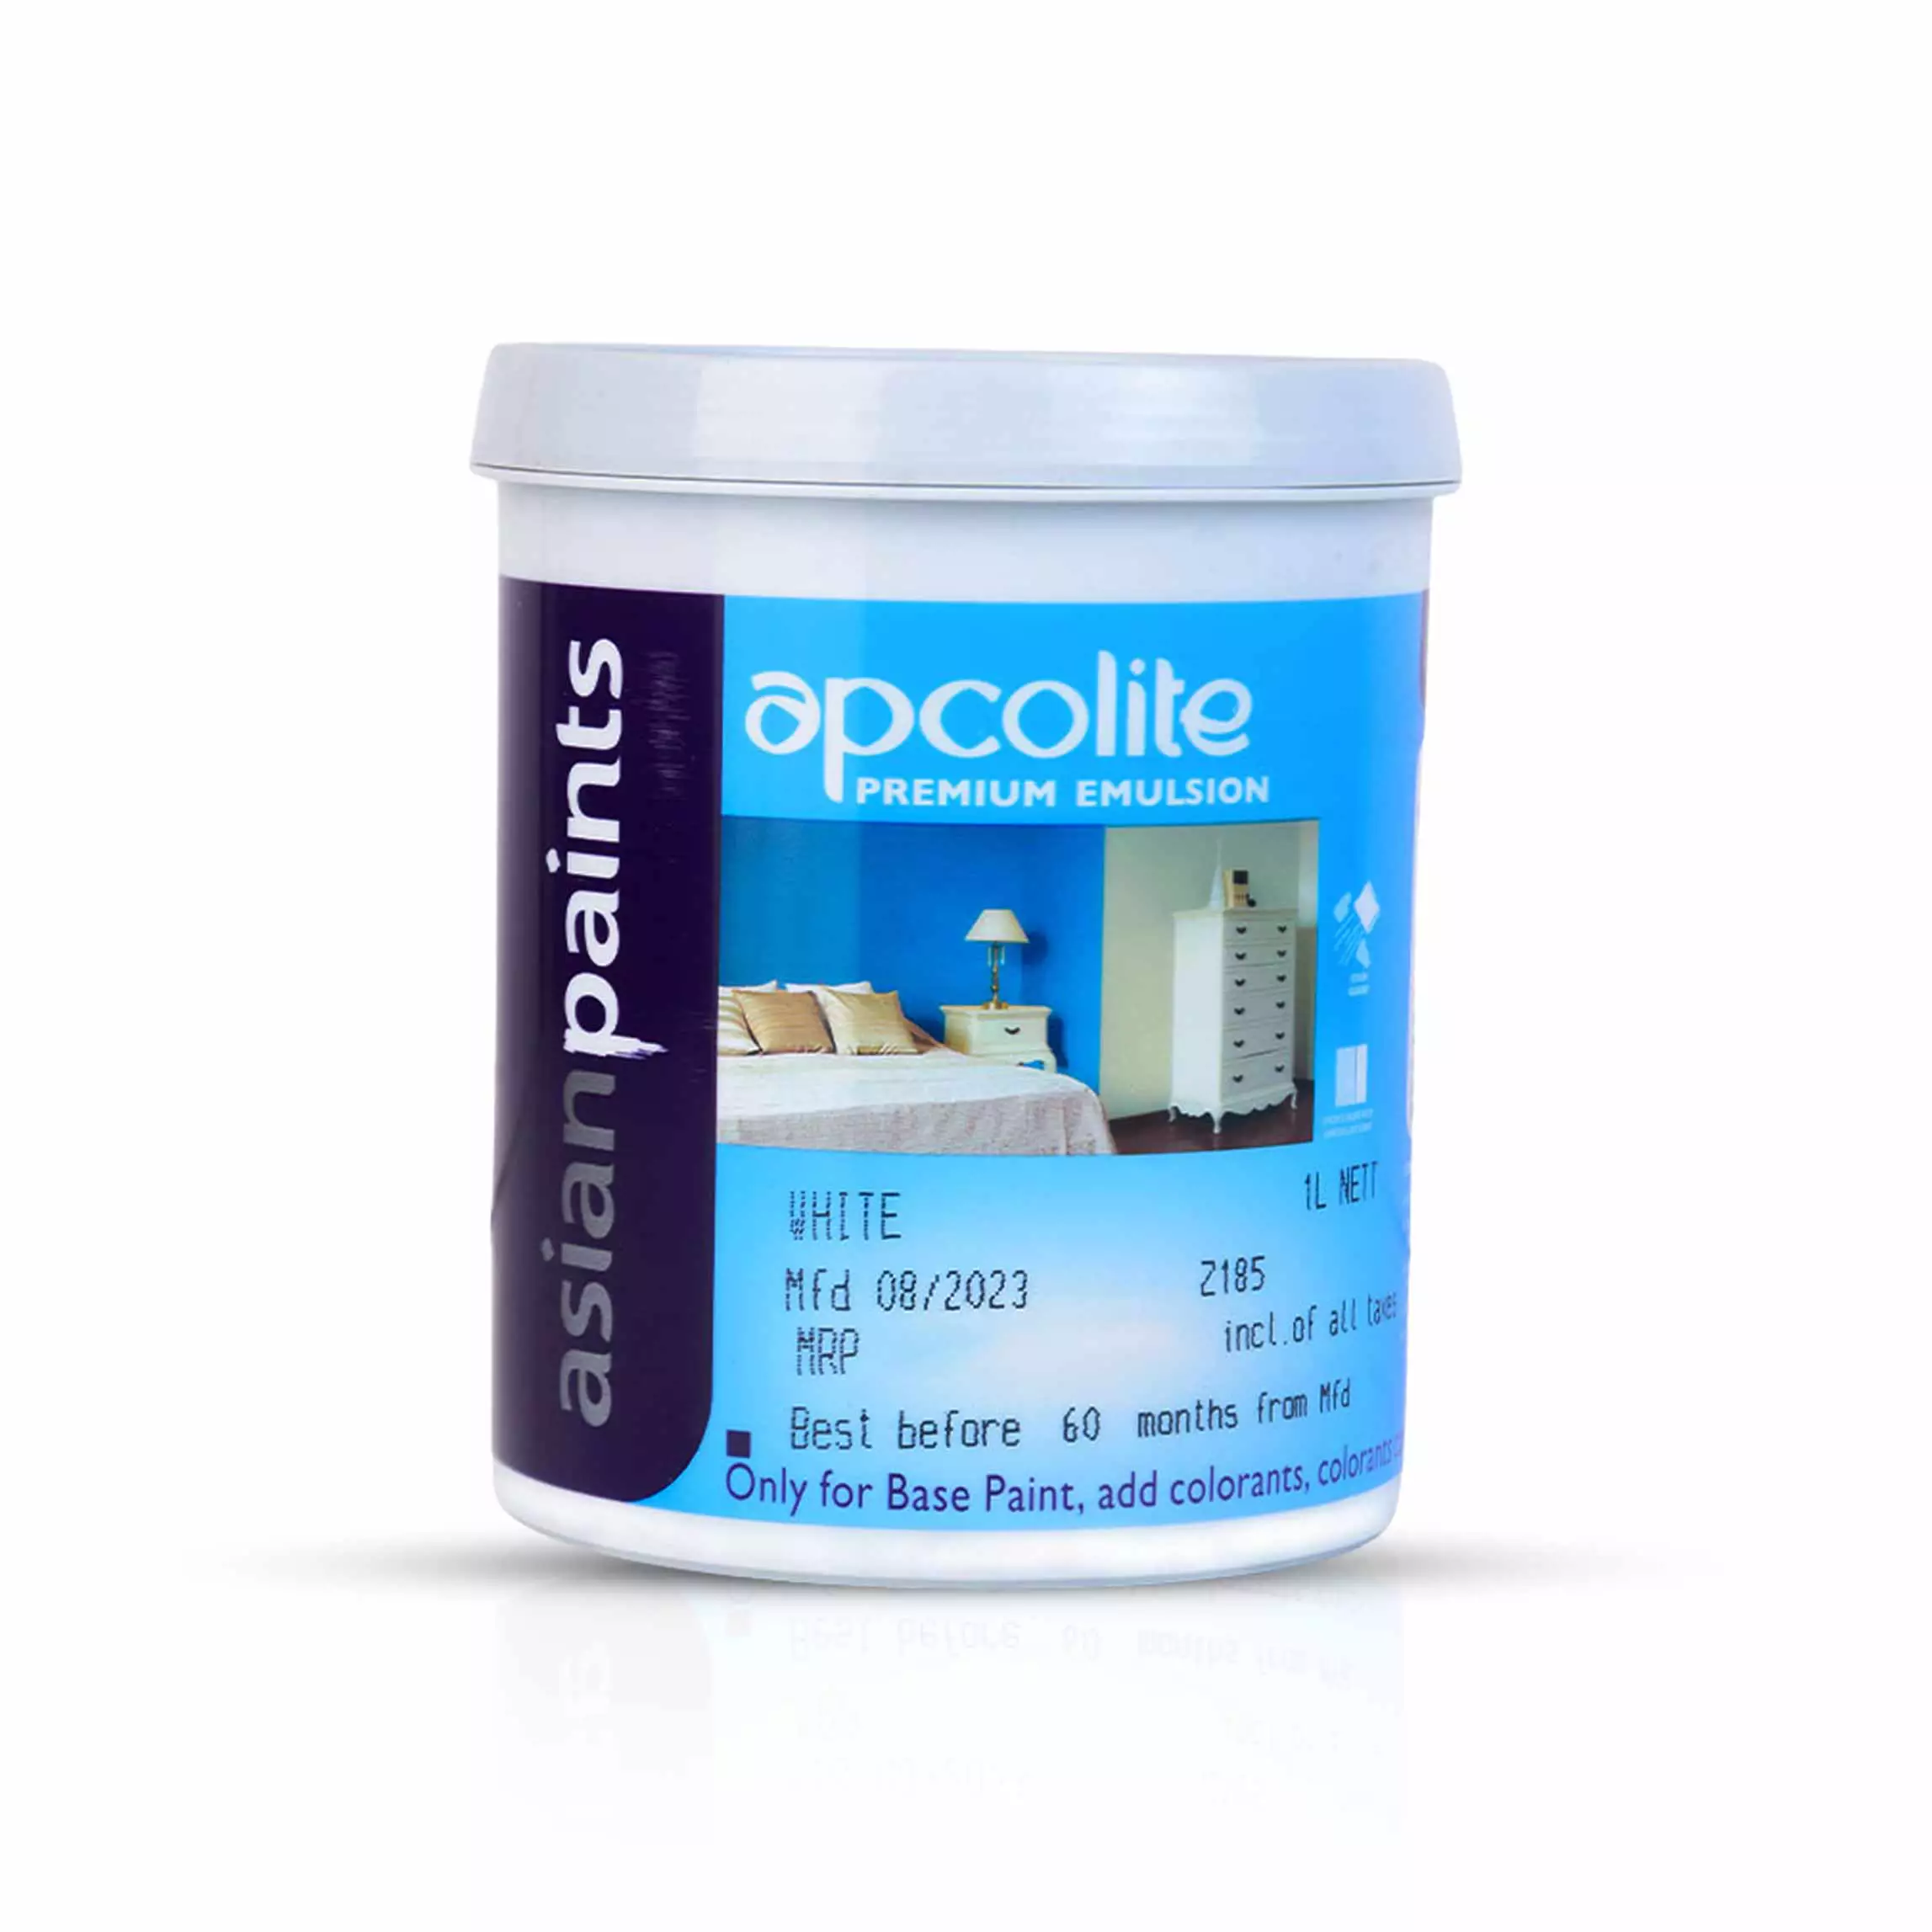 asianpaints
apcolite
PREMIUM EMULSION
WHITE
1L NETT
Mfd 08/2023
Z185
MRP
incl.of all taxes
Best before 60 months from Mfd
Only for Base Paint, add colorants, colorants